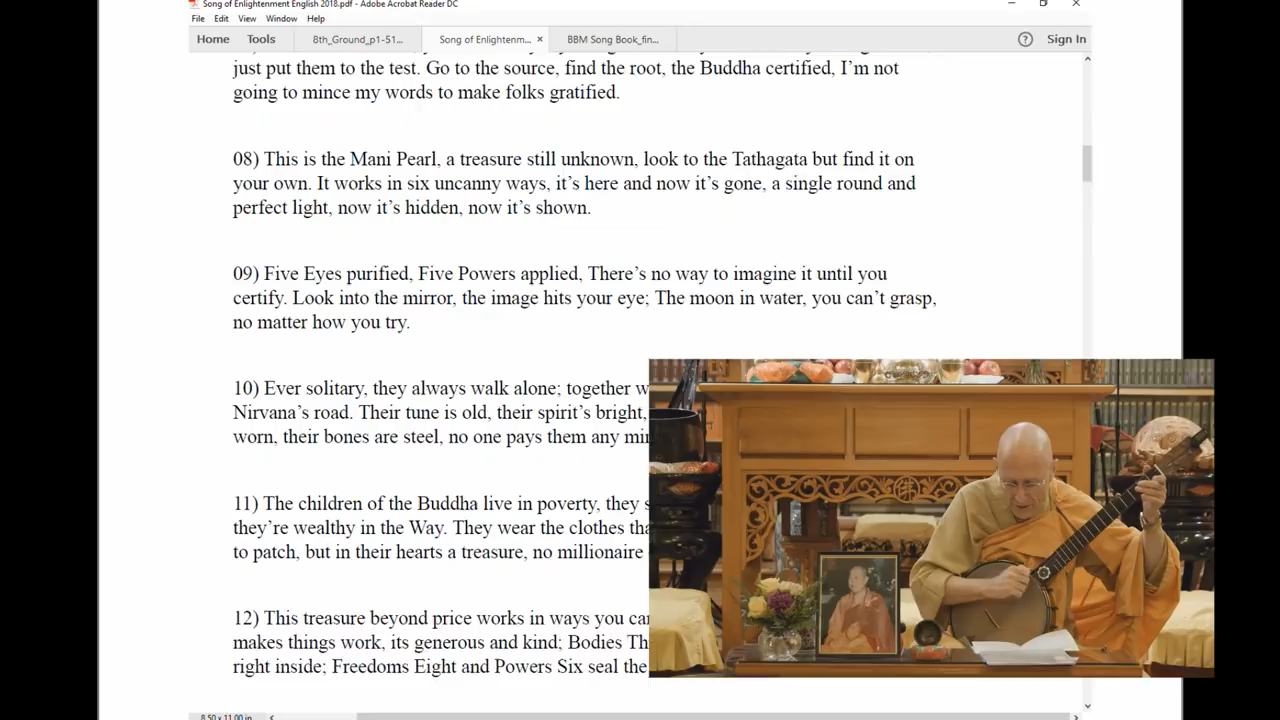 Song of Enlightenment English 2018.pdf - Adobe Acrobat Reader DC
File Edit View Window Help
Home Tools 8th_Ground_p1-51... Song of Enlightenm... × BBM Song Book_fin... ? Sign In
just put them to the test. Go to the source, find the root, the Buddha certified, I’m not
going to mince my words to make folks gratified.
08) This is the Mani Pearl, a treasure still unknown, look to the Tathagata but find it on
your own. It works in six uncanny ways, it’s here and now it’s gone, a single round and
perfect light, now it’s hidden, now it’s shown.
09) Five Eyes purified, Five Powers applied, There’s no way to imagine it until you
certify. Look into the mirror, the image hits your eye; The moon in water, you can’t grasp,
no matter how you try.
10) Ever solitary, they always walk alone; together
Nirvana’s road. Their tune is old, their spirit’s bright,
worn, their bones are steel, no one pays them any
11) The children of the Buddha live in poverty, they
they’re wealthy in the Way. They wear the clothes
to patch, but in their hearts a treasure, no millionaire
12) This treasure beyond price works in ways you
makes things work, its generous and kind; Bodies
right inside; Freedoms Eight and Powers Six seal the
8.50 x 11.00 in